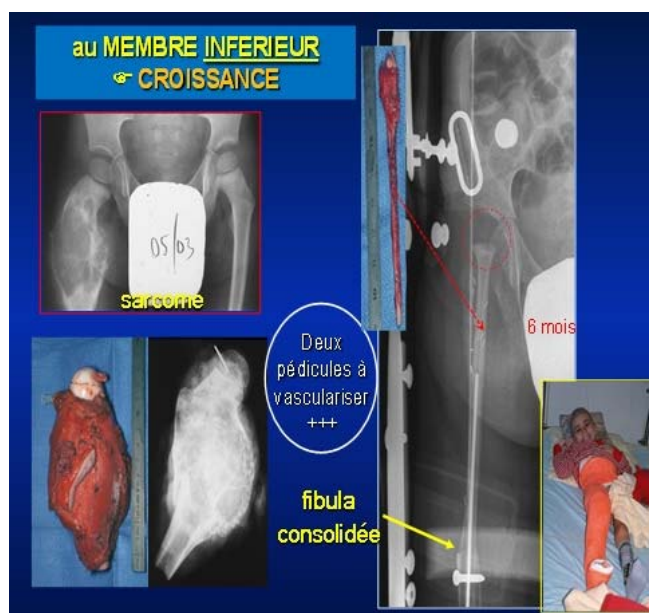 au MEMBRE INFERIEUR
☞ CROISSANCE
05/03
sarcome
Deux
pédicules à
vasculariser
+++
6 mois
fibula
consolidée